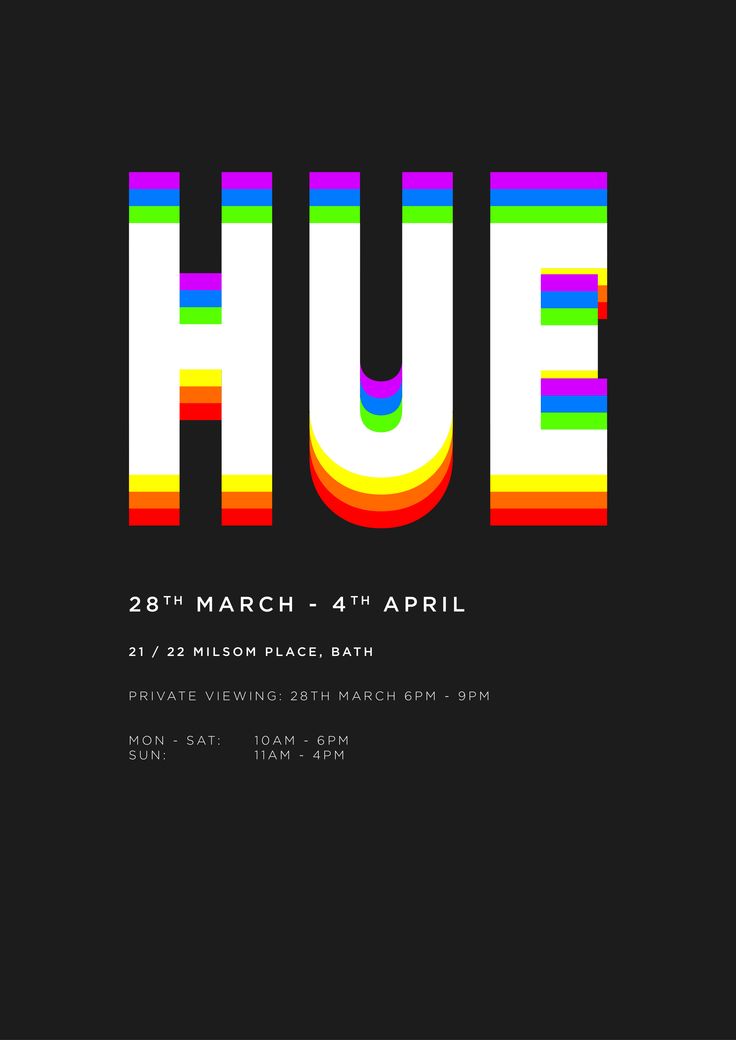 HUE
28TH MARCH - 4TH APRIL
21 / 22 MILSOM PLACE, BATH
PRIVATE VIEWING: 28TH MARCH 6PM - 9PM
MON - SAT: 10AM - 6PM
SUN: 11AM - 4PM